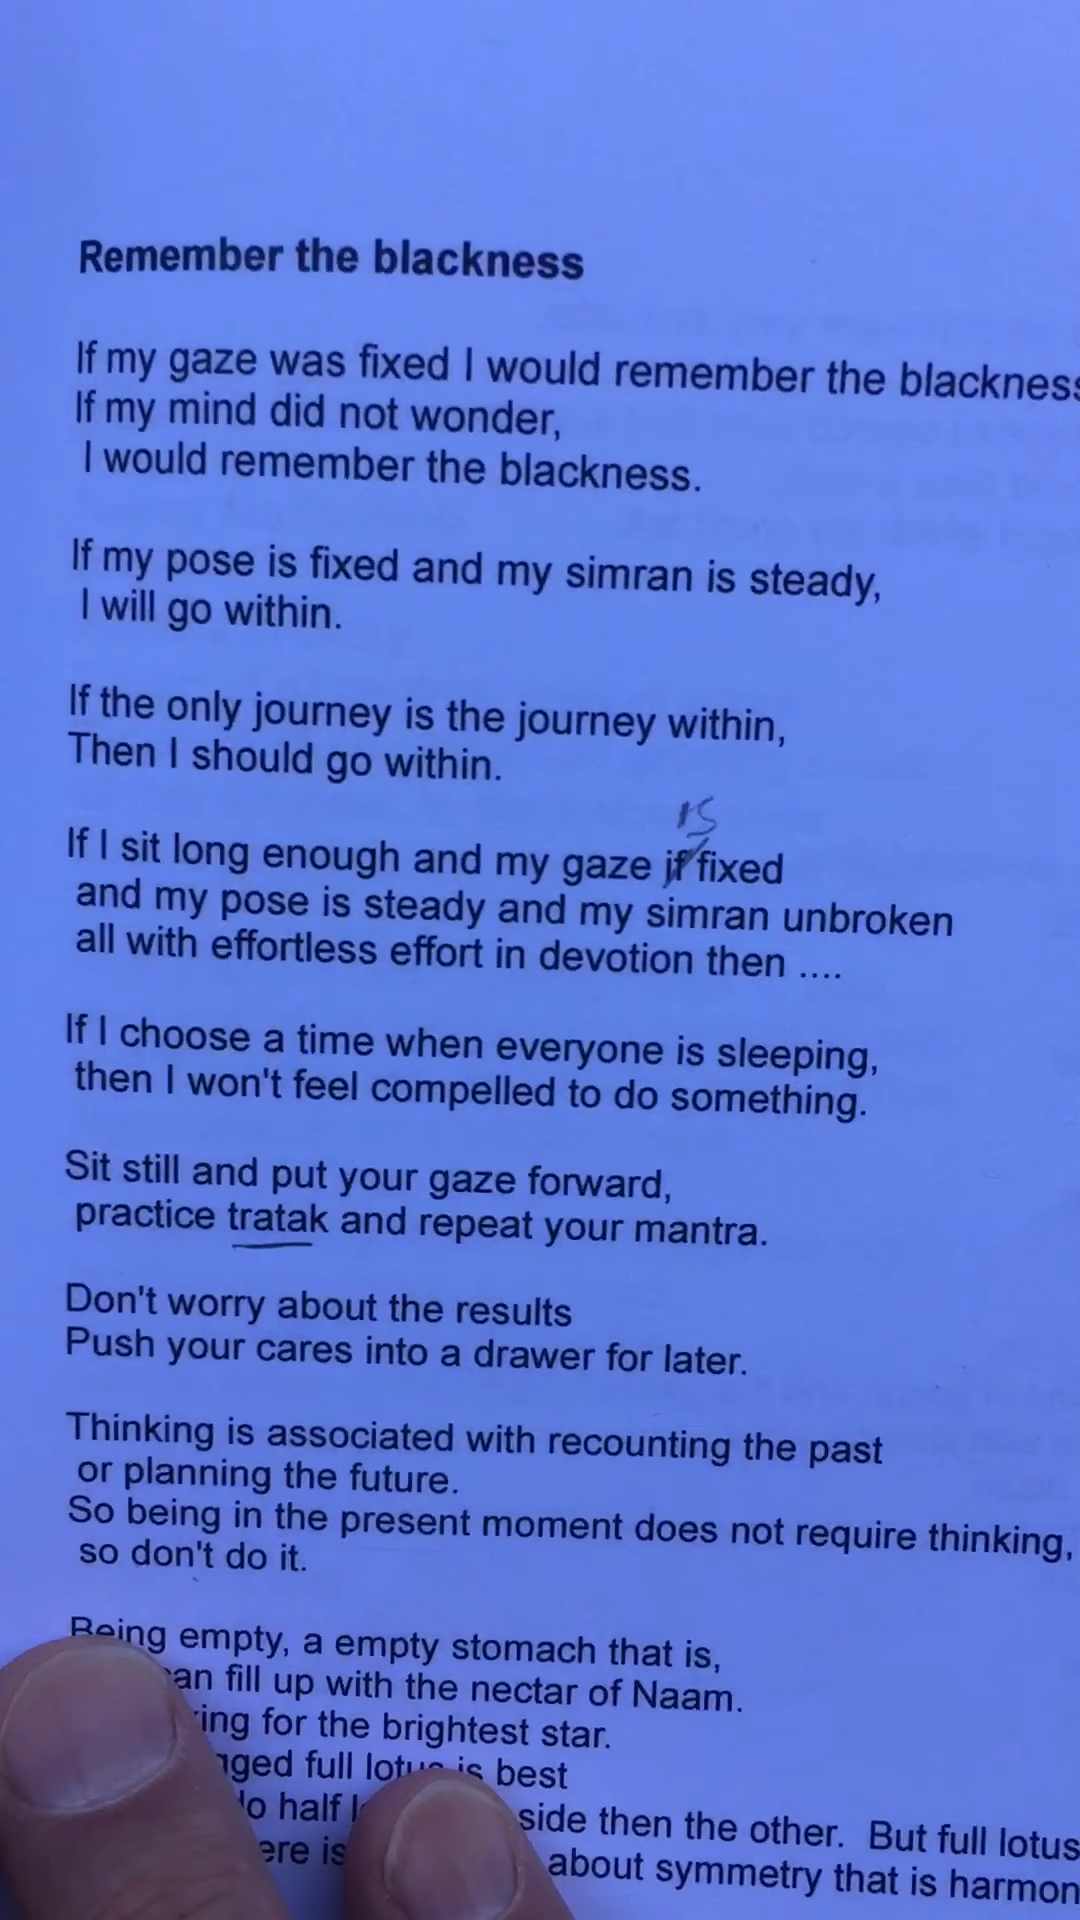 Remember the blackness
If my gaze was fixed I would remember the blackness
If my mind did not wonder,
I would remember the blackness.
If my pose is fixed and my simran is steady,
I will go within.
If the only journey is the journey within,
Then I should go within.
is
If I sit long enough and my gaze if fixed
and my pose is steady and my simran unbroken
all with effortless effort in devotion then ....
If I choose a time when everyone is sleeping,
then I won't feel compelled to do something.
Sit still and put your gaze forward,
practice tratak and repeat your mantra.
Don't worry about the results
Push your cares into a drawer for later.
Thinking is associated with recounting the past
or planning the future.
So being in the present moment does not require thinking,
so don't do it.
Being empty, a empty stomach that is,
fill up with the nectar of Naam.
for the brightest star.
full lotus is best
half side then the other. But full lotus
is about symmetry that is